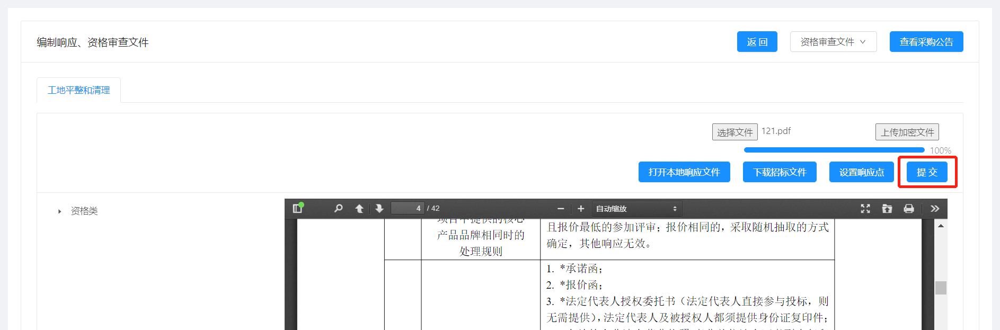 编制响应、资格审查文件
返 回
资格审查文件
查看采购公告
工地平整和清理
选择文件 121.pdf
上传加密文件
100%
打开本地响应文件
下载招标文件
设置响应点
提 交
资格类
4 / 42
自动缩放
项目中提供的核心
产品品牌相同时的
处理规则
且报价最低的参加评审；报价相同的，采取随机抽取的方式
确定，其他响应无效。
1. *承诺函；
2. *报价函；
3. *法定代表人授权委托书（法定代表人直接参与投标，则
无需提供），法定代表人及被授权人都须提供身份证复印件；